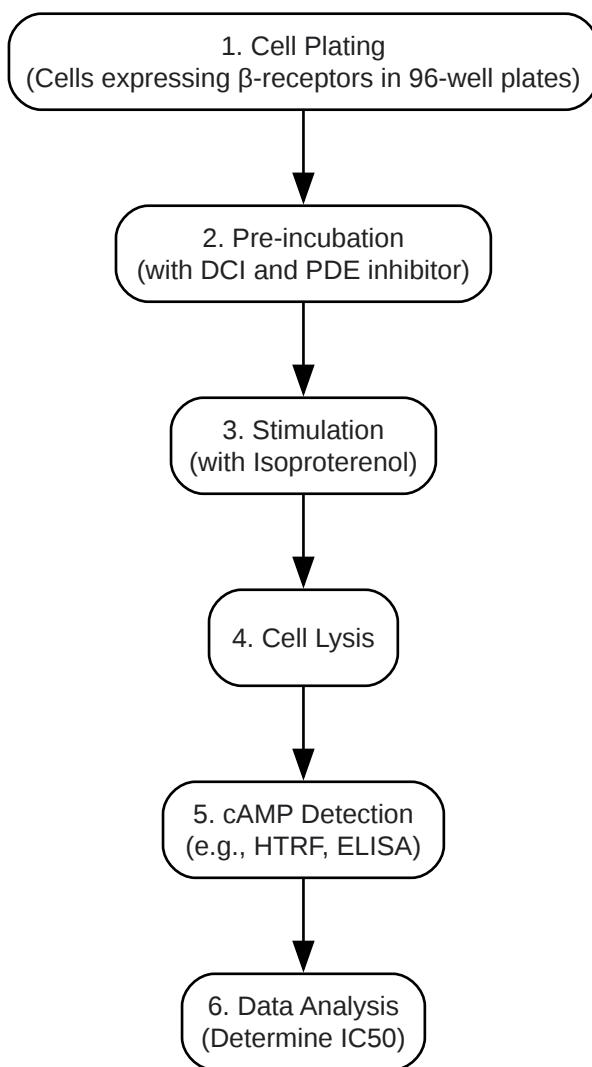 1. Cell Plating
(Cells expressing β-receptors in 96-well plates)
2. Pre-incubation
(with DCI and PDE inhibitor)
3. Stimulation
(with Isoproterenol)
4. Cell Lysis
5. cAMP Detection
(e.g., HTRF, ELISA)
6. Data Analysis
(Determine IC50)